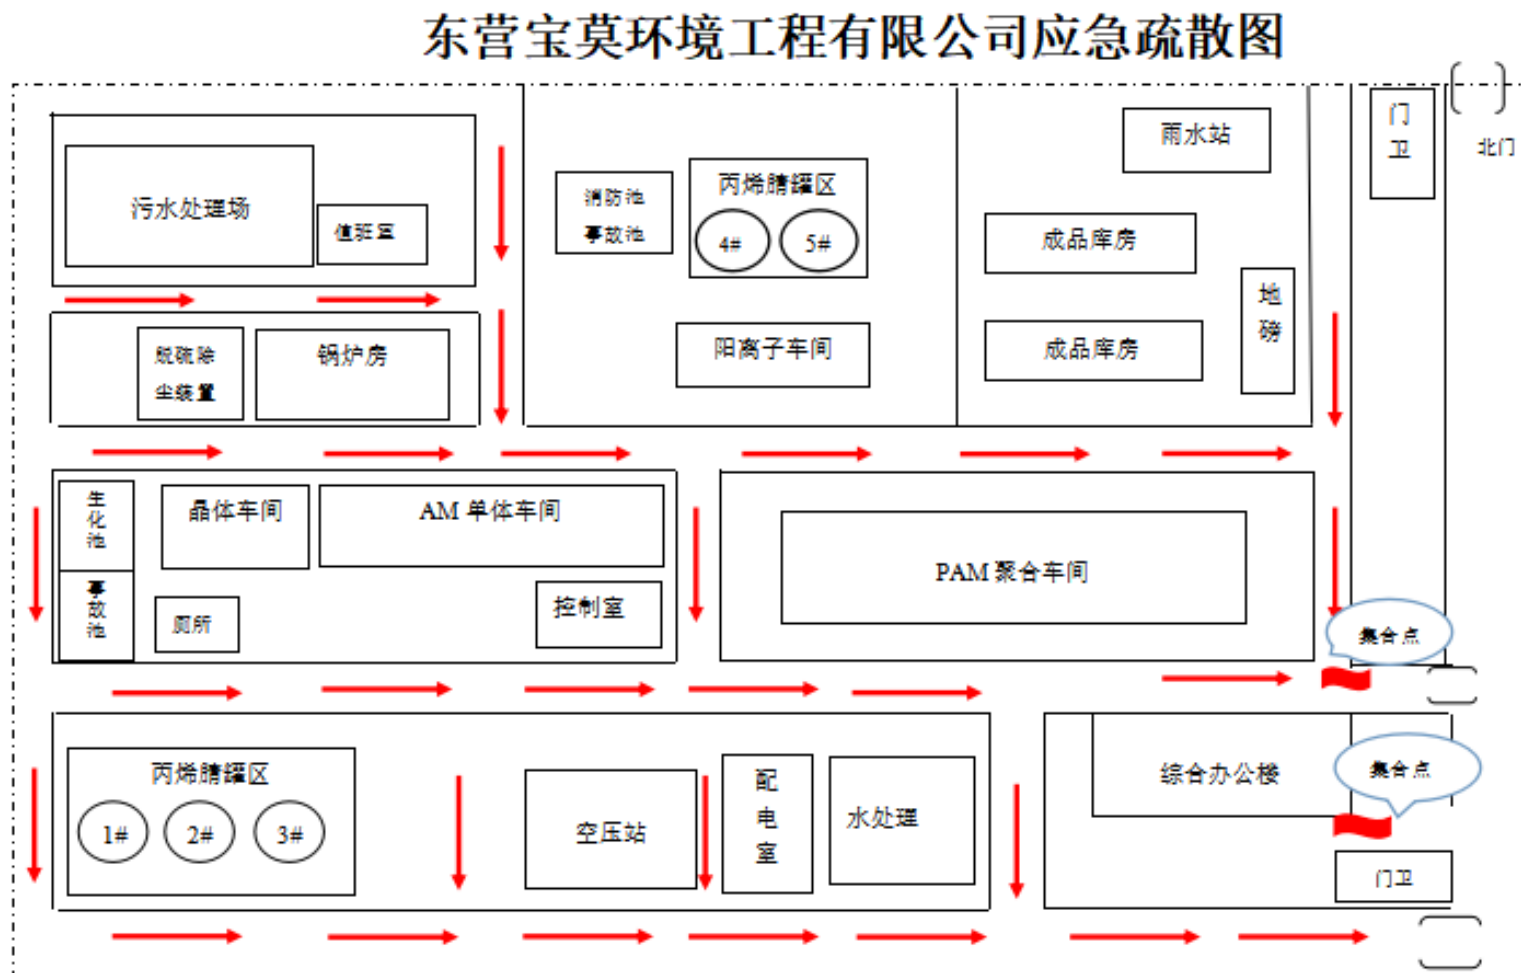 东营宝莫环境工程有限公司应急疏散图
门
卫
北门
雨水站
污水处理场
值班室
消防池
事故池
丙烯腈罐区
4#
5#
成品库房
地
磅
脱硫除
尘装置
锅炉房
阳离子车间
成品库房
生
化
池
晶体车间
AM 单体车间
PAM 聚合车间
事
故
池
厕所
控制室
集合点
丙烯腈罐区
1#
2#
3#
空压站
配
电
室
水处理
综合办公楼
集合点
门卫